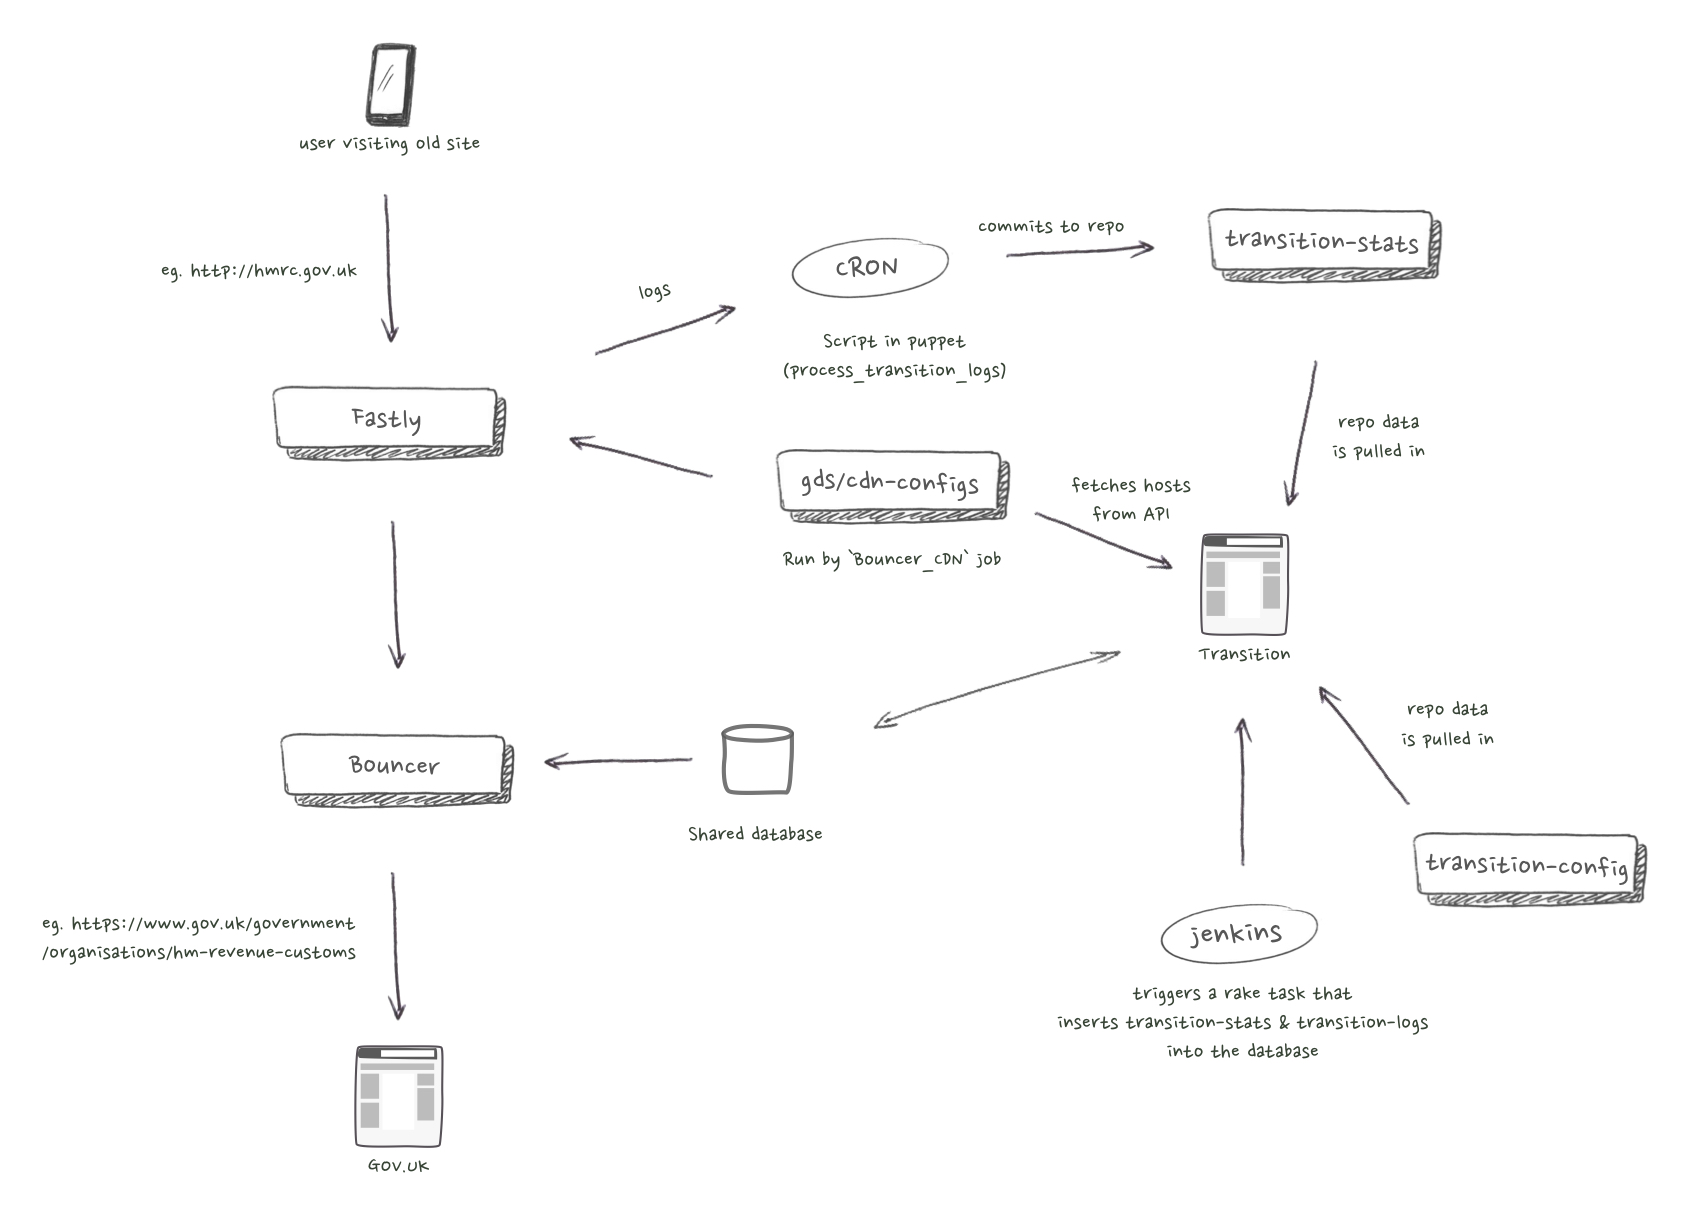 user visiting old site
eg. http://hmrc.gov.uk
logs
cRON
Script in puppet
(process_transition_logs)
commits to repo
transition-stats
repo data
is pulled in
Fastly
gds/cdn-configs
Run by `Bouncer_CDN` job
fetches hosts
from API
Transition
Bouncer
Shared database
repo data
is pulled in
transition-config
jenkins
triggers a rake task that
inserts transition-stats & transition-logs
into the database
eg. https://www.gov.uk/government
/organisations/hm-revenue-customs
Gov.uk